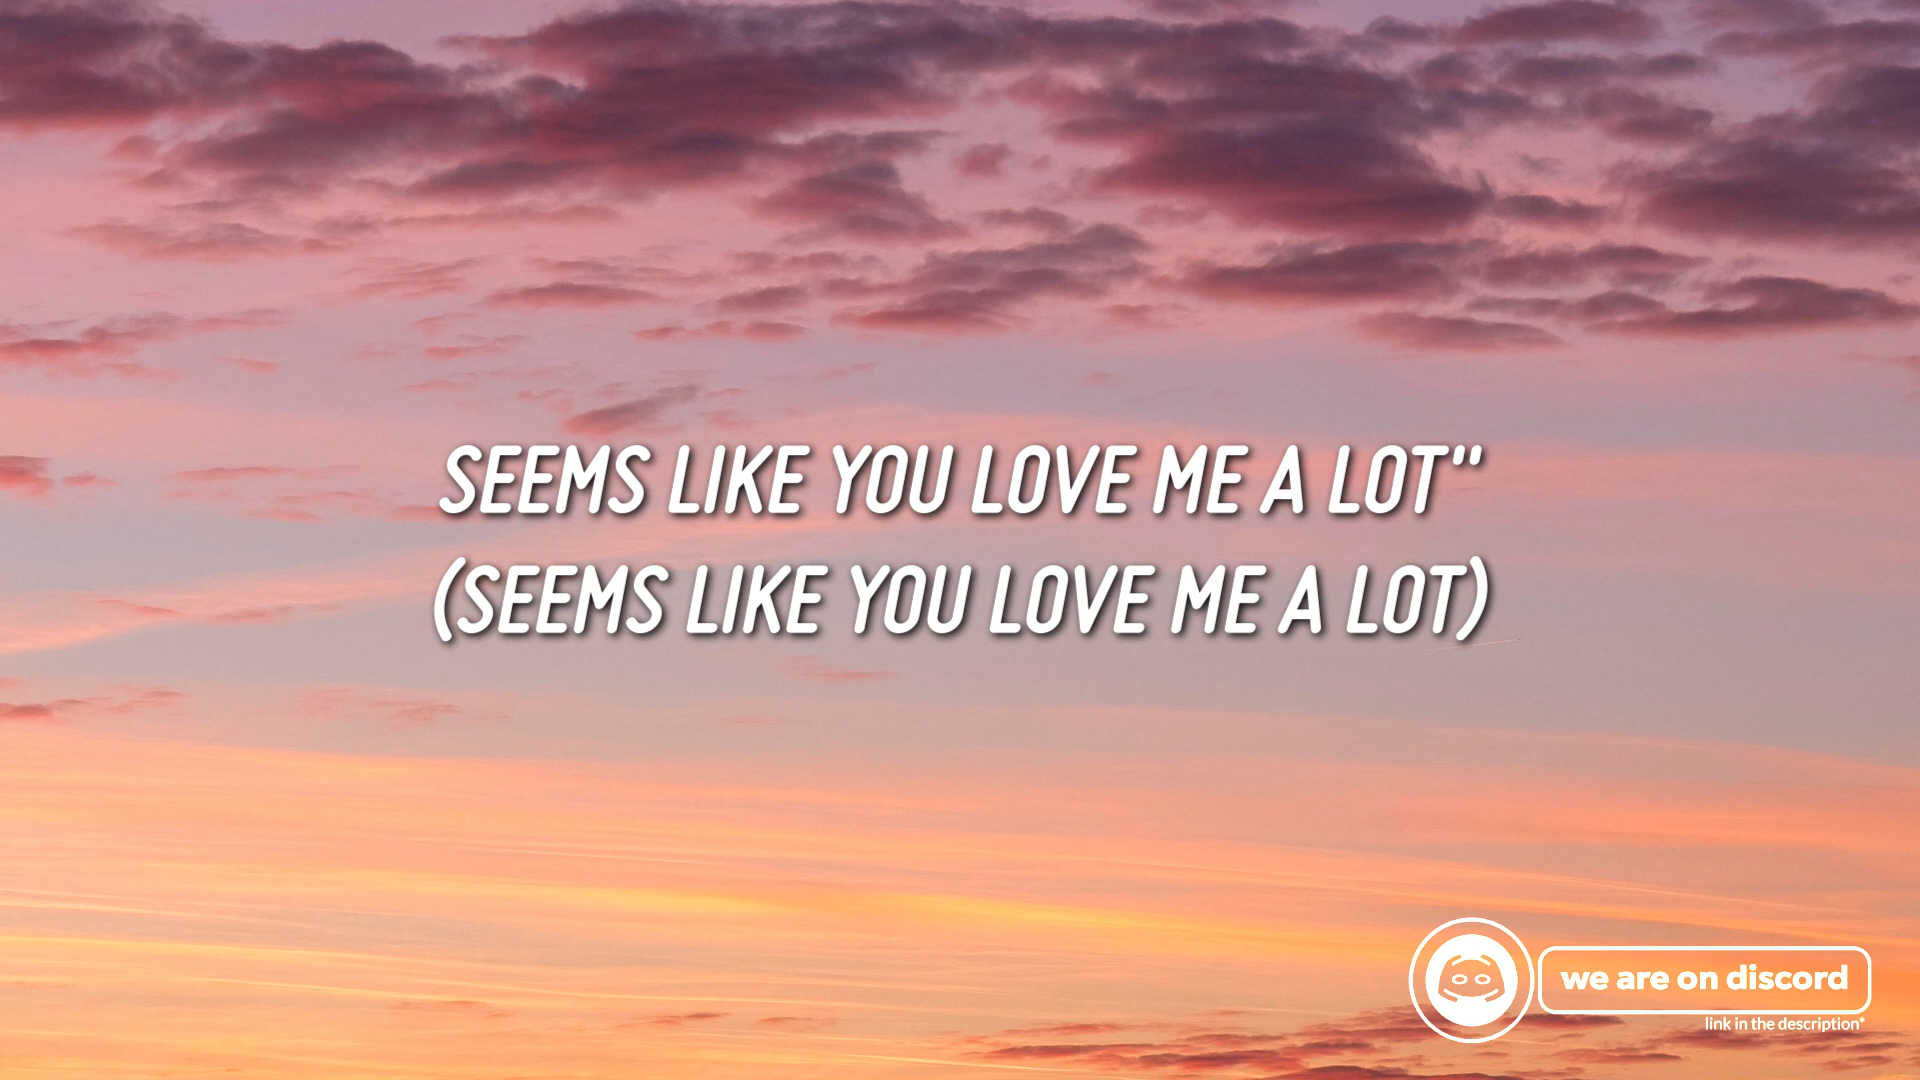 SEEMS LIKE YOU LOVE ME A LOT"
(SEEMS LIKE YOU LOVE ME A LOT)
we are on discord
link in the description*